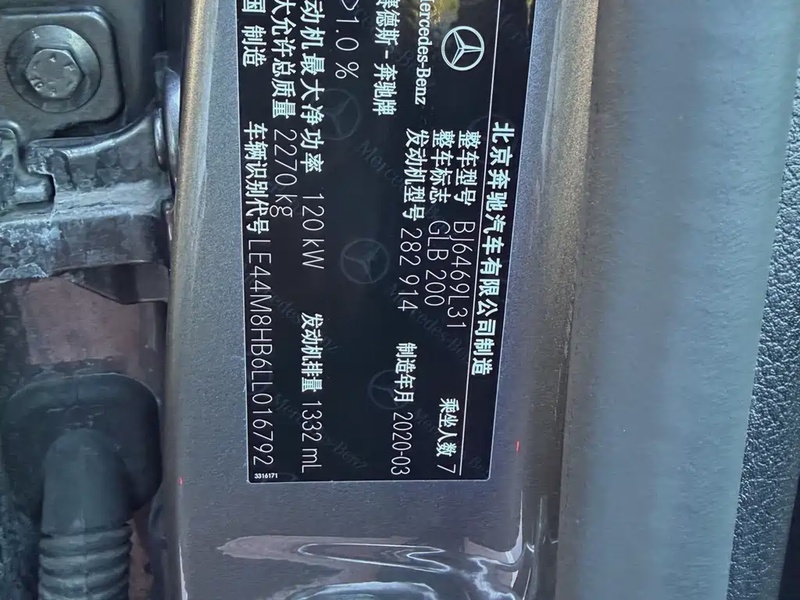 北京奔驰汽车有限公司制造
Mercedes-Benz
整车型号 BJ6469L31 乘坐人数 7
整车标志 GLB 200
发动机型号 282 914 制造年月 2020-03
赛德斯-奔驰牌
>1.0 %
动机最大净功率 120 kW 发动机排量 1332 mL
大允许总质量 2270 kg
车辆识别代号 LE44M8HB6LL016792
国 制造
3316171